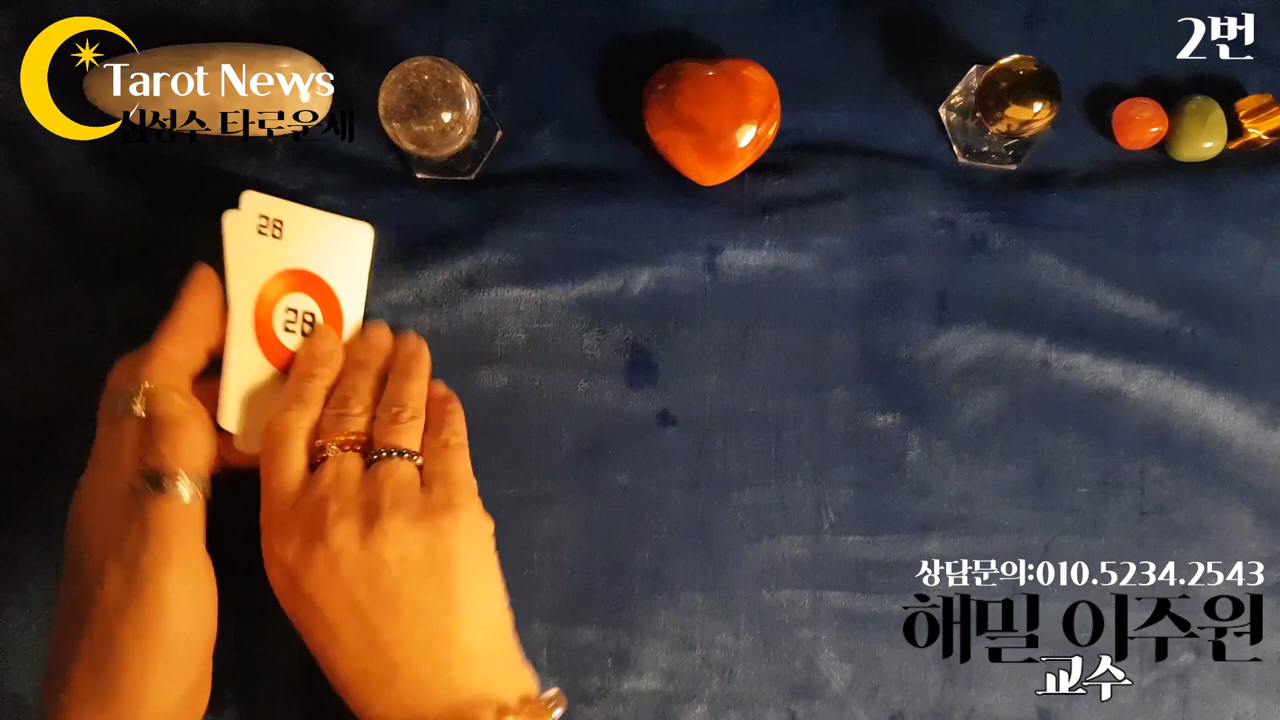 Tarot News
심성수 타로운세
2번
28
28
상담문의:010.5234.2543
해밀 이주원
교수